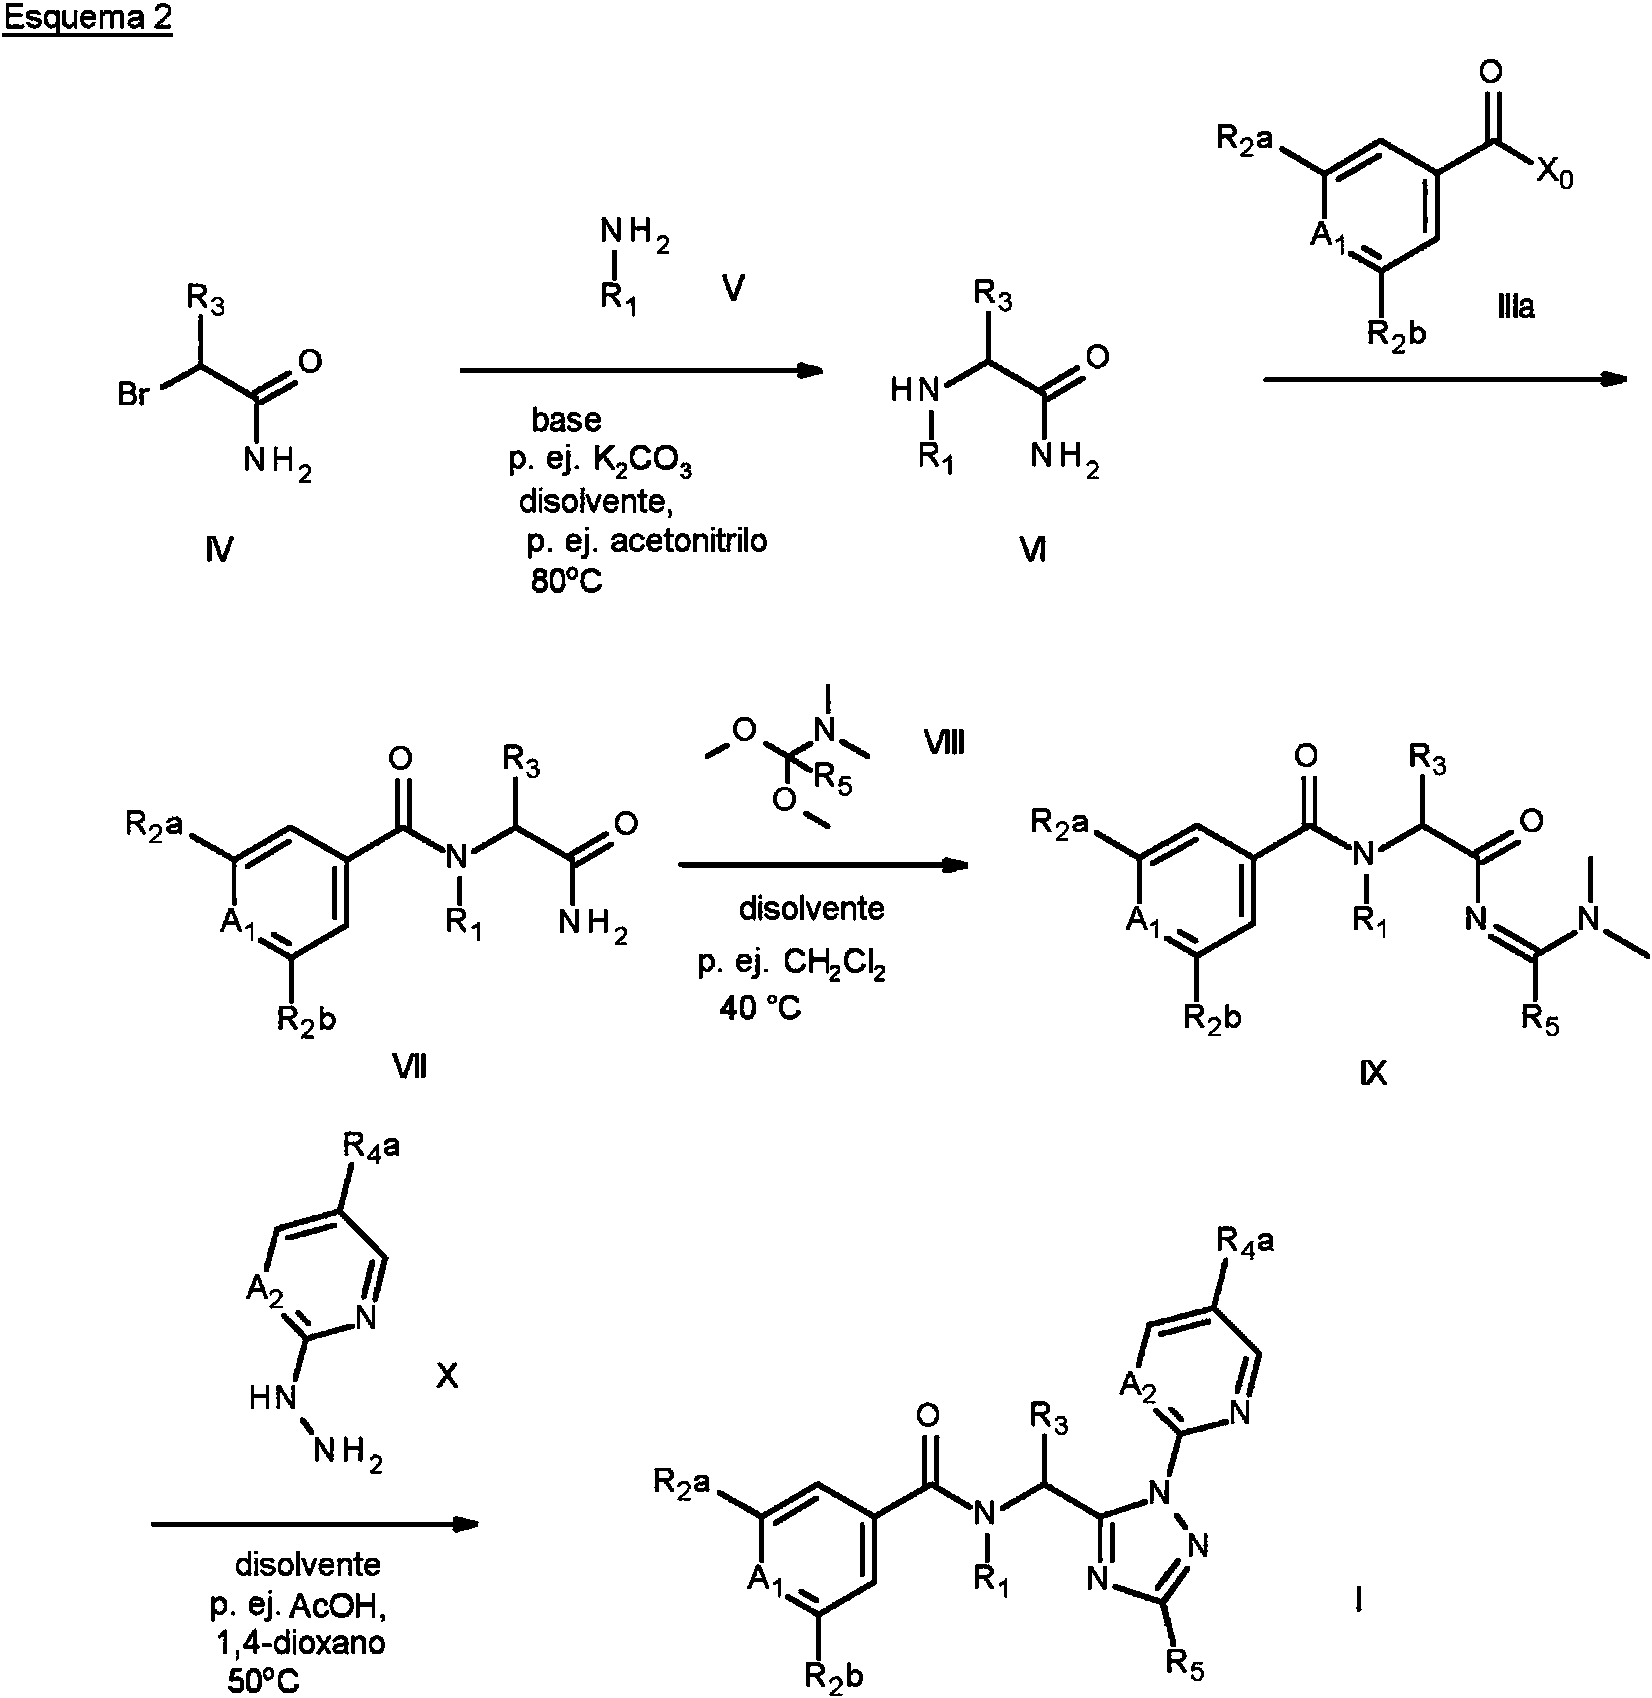 Esquema 2
O
R2a
X0
A1
R2b
IIIa
NH2
R1
V
R3
Br
O
NH2
IV
base
p. ej. K2CO3
disolvente,
p. ej. acetonitrilo
80ºC
R3
HN
O
R1
NH2
VI
O
R3
R2a
N
O
A1
R1
NH2
R2b
VII
O
N
R5
O
VIII
disolvente
p. ej. CH2Cl2
40 °C
O
R3
R2a
N
O
A1
R1
N
N
R2b
R5
IX
R4a
A2
N
HN
NH2
X
disolvente
p. ej. AcOH,
1,4-dioxano
50ºC
R4a
A2
N
O
R3
R2a
N
N
N
A1
R1
N
R2b
R5
I